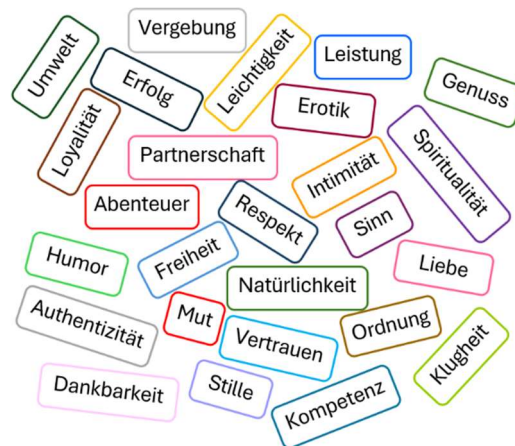 Vergebung
Umwelt
Leichtigkeit
Leistung
Erfolg
Genuss
Erotik
Loyalität
Partnerschaft
Spiritualität
Intimität
Abenteuer
Respekt
Sinn
Humor
Freiheit
Liebe
Natürlichkeit
Authentizität
Mut
Ordnung
Vertrauen
Klugheit
Dankbarkeit
Stille
Kompetenz